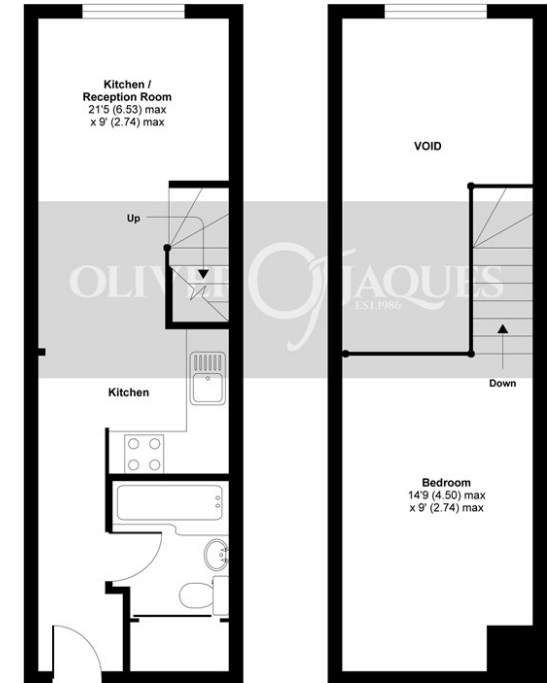 Kitchen /
Reception Room
21'5 (6.53) max
x 9' (2.74) max
VOID
Up
OLIVER OJ JAQUES
EST.1986
Kitchen
Down
Bedroom
14'9 (4.50) max
x 9' (2.74) max